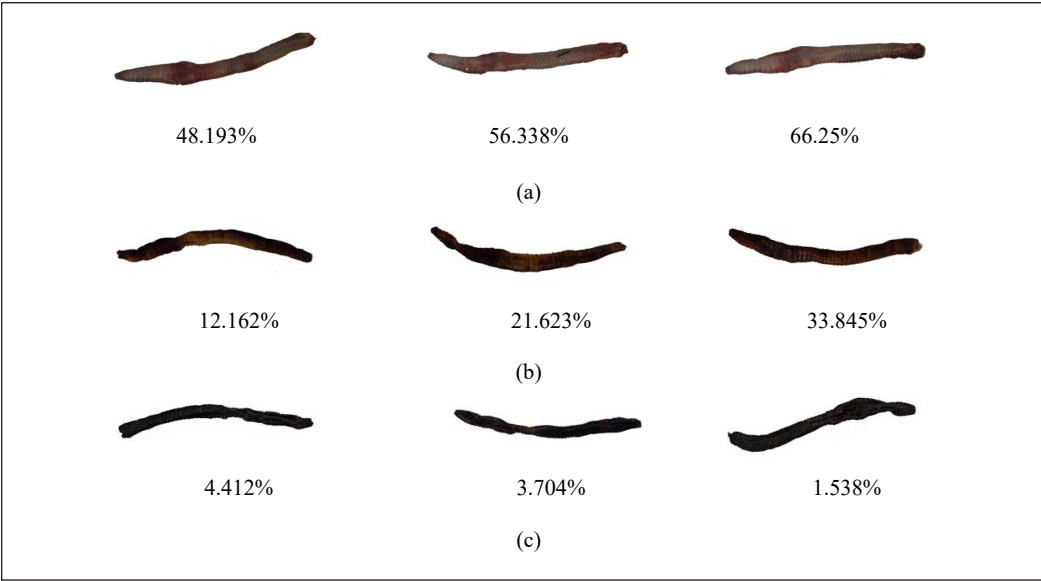 48.193% 56.338% 66.25%
(a)
12.162% 21.623% 33.845%
(b)
4.412% 3.704% 1.538%
(c)